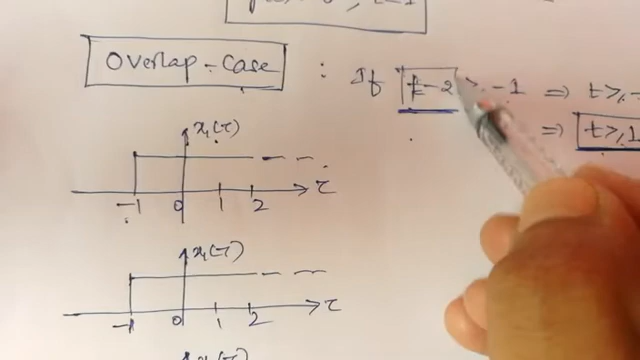 Overlap-Case : If t-2 ≥ -1 ⇒ t ≥ -
⇒ t ≥ 1
x₁(τ)
-1 0 1 2 τ
x₁(τ)
-1 0 1 2 τ